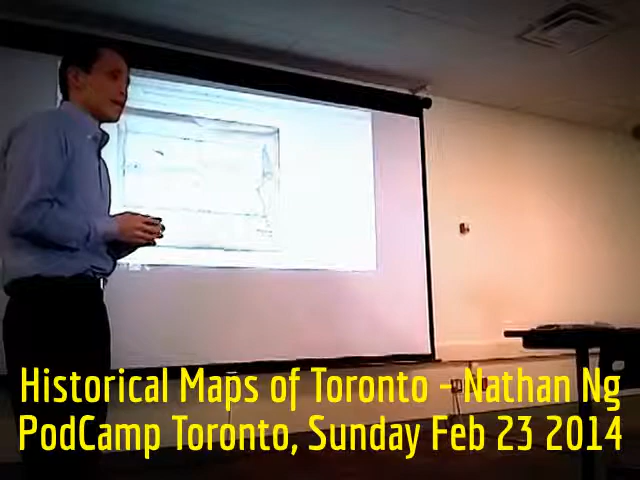 Historical Maps of Toronto - Nathan Ng
PodCamp Toronto, Sunday Feb 23 2014